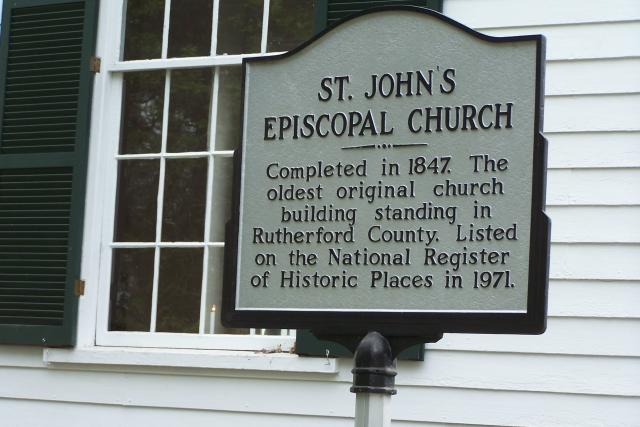 ST. JOHN'S
EPISCOPAL CHURCH
Completed in 1847. The
oldest original church
building standing in
Rutherford County. Listed
on the National Register
of Historic Places in 1971.